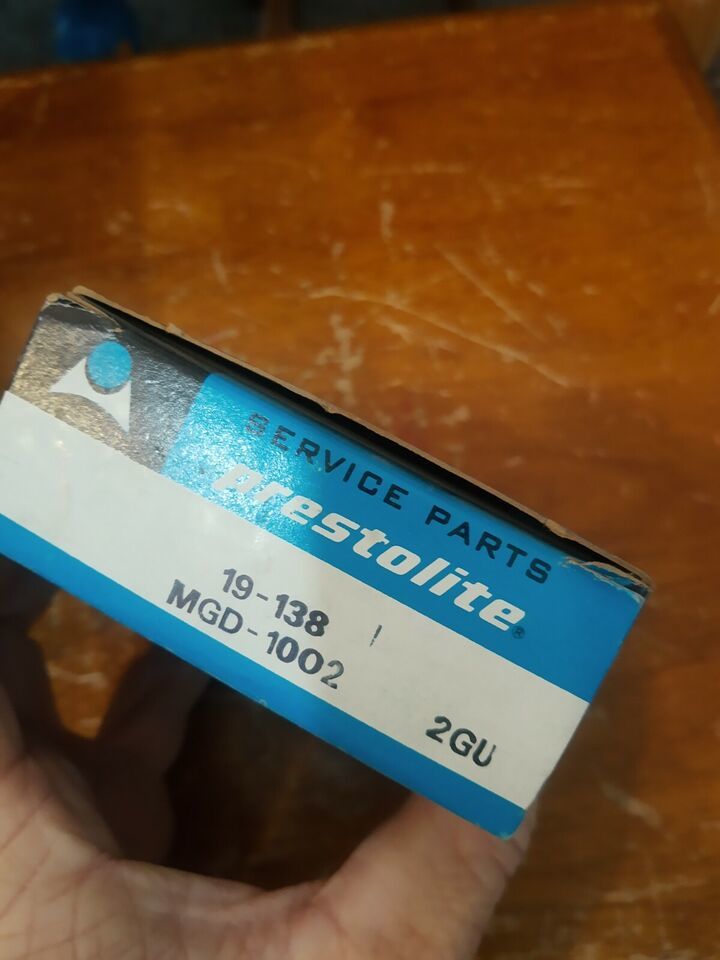 SERVICE PARTS
prestolite®
19-138
MGD-1002
2GU